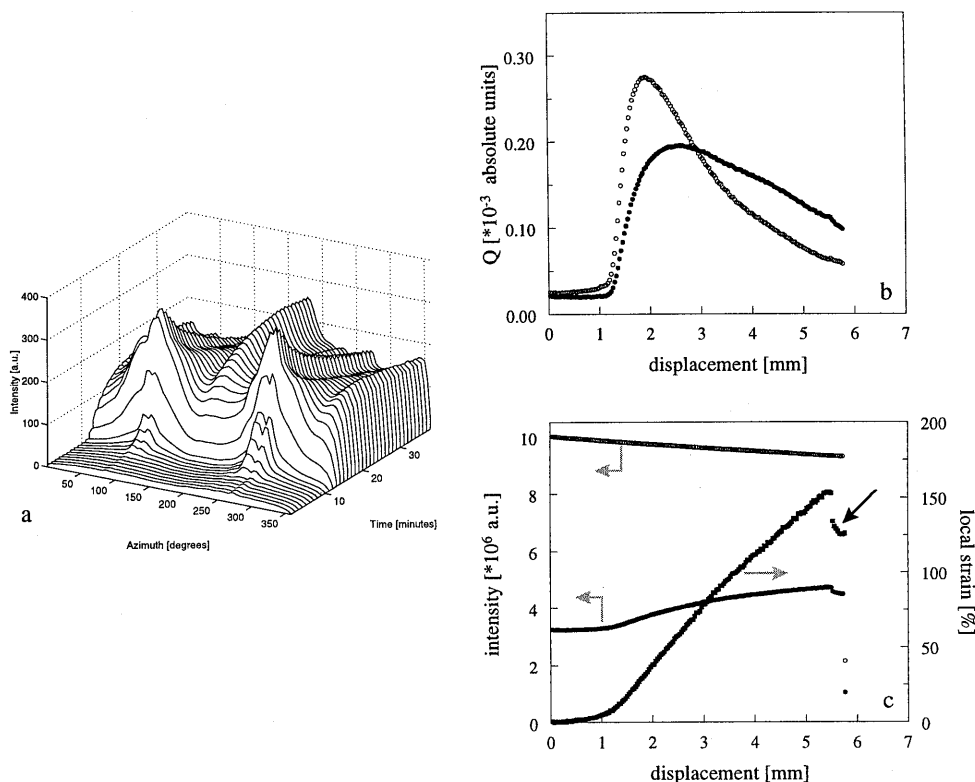 400
300
200
100
0
Intensity [a.u.]
50
100
150
200
250
300
350
Azimuth [degrees]
10
20
30
Time [minutes]
a
0.30
0.20
0.10
0.00
Q [*10-3 absolute units]
0 1 2 3 4 5 6 7
displacement [mm]
b
10
8
6
4
2
0
intensity [*10⁶ a.u.]
200
150
100
50
0
local strain [%]
0 1 2 3 4 5 6 7
displacement [mm]
c